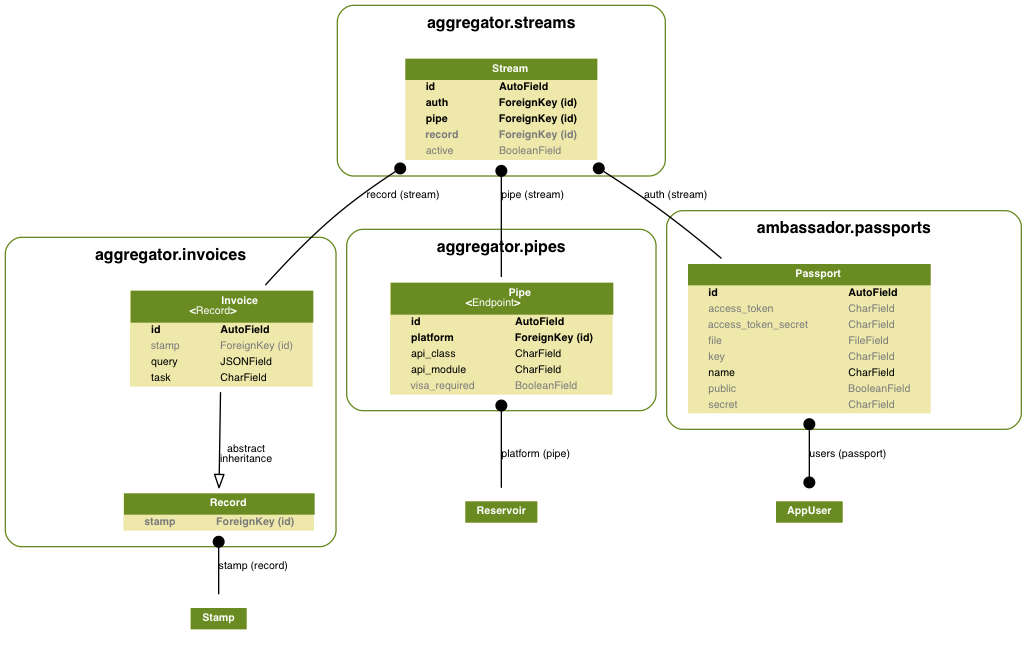 aggregator.streams
Stream
id AutoField
auth ForeignKey (id)
pipe ForeignKey (id)
record ForeignKey (id)
active BooleanField
record (stream)
pipe (stream)
auth (stream)
aggregator.invoices
Invoice
<Record>
id AutoField
stamp ForeignKey (id)
query JSONField
task CharField
abstract
inheritance
Record
stamp ForeignKey (id)
stamp (record)
Stamp
aggregator.pipes
Pipe
<Endpoint>
id AutoField
platform ForeignKey (id)
api_class CharField
api_module CharField
visa_required BooleanField
platform (pipe)
Reservoir
ambassador.passports
Passport
id AutoField
access_token CharField
access_token_secret CharField
file FileField
key CharField
name CharField
public BooleanField
secret CharField
users (passport)
AppUser